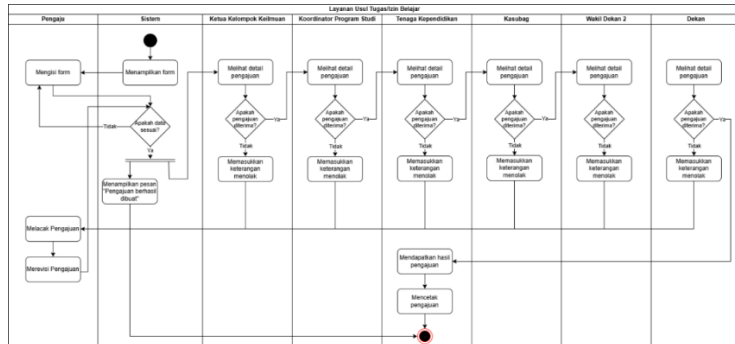 Layanan Usul Tugas/Izin Belajar
Pengaju
Sistem
Ketua Kelompok Keilmuan
Koordinator Program Studi
Tenaga Kependidikan
Kasubag
Wakil Dekan 2
Dekan
Mengisi form
Menampilkan form
Melihat detail
pengajuan
Melihat detail
pengajuan
Melihat detail
pengajuan
Melihat detail
pengajuan
Melihat detail
pengajuan
Melihat detail
pengajuan
Apakah data
sesuai?
Tidak
Ya
Apakah
pengajuan
diterima?
Ya
Tidak
Apakah
pengajuan
diterima?
Ya
Tidak
Apakah
pengajuan
diterima?
Ya
Tidak
Apakah
pengajuan
diterima?
Ya
Tidak
Apakah
pengajuan
diterima?
Tidak
Apakah
pengajuan
diterima?
Ya
Tidak
Menampilkan pesan
"Pengajuan berhasil
dibuat"
Memasukkan
keterangan
menolak
Memasukkan
keterangan
menolak
Memasukkan
keterangan
menolak
Memasukkan
keterangan
menolak
Memasukkan
keterangan
menolak
Memasukkan
keterangan
menolak
Melacak Pengajuan
Merevisi Pengajuan
Mendapatkan hasil
pengajuan
Mencetak
pengajuan